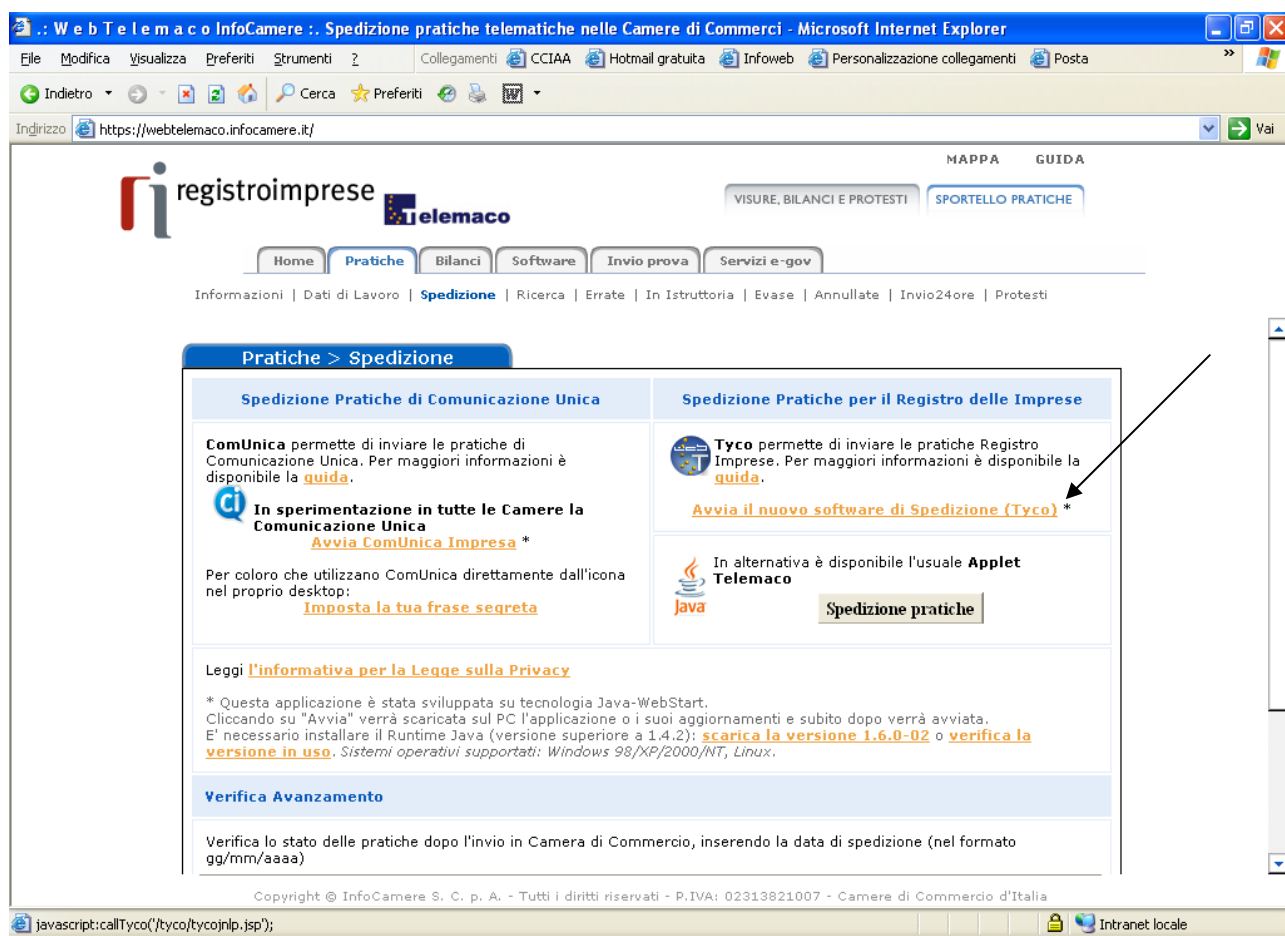 .: W e b T e l e m a c o InfoCamere :. Spedizione pratiche telematiche nelle Camere di Commerci - Microsoft Internet Explorer
File Modifica Visualizza Preferiti Strumenti ? Collegamenti CCIAA Hotmail gratuita Infoweb Personalizzazione collegamenti Posta »
Indietro Cerca Preferiti
Indirizzo https://webtelemaco.infocamere.it/ Vai
MAPPA GUIDA
registroimprese Telemaco
VISURE, BILANCI E PROTESTI SPORTELLO PRATICHE
Home Pratiche Bilanci Software Invio prova Servizi e-gov
Informazioni | Dati di Lavoro | Spedizione | Ricerca | Errate | In Istruttoria | Evase | Annullate | Invio24ore | Protesti
Pratiche > Spedizione
Spedizione Pratiche di Comunicazione Unica
ComUnica permette di inviare le pratiche di
Comunicazione Unica. Per maggiori informazioni è
disponibile la guida.
Ci
In sperimentazione in tutte le Camere la
Comunicazione Unica
Avvia ComUnica Impresa *
Per coloro che utilizzano ComUnica direttamente dall'icona
nel proprio desktop:
Imposta la tua frase segreta
Spedizione Pratiche per il Registro delle Imprese
Tyco permette di inviare le pratiche Registro
Imprese. Per maggiori informazioni è disponibile la
guida.
Avvia il nuovo software di Spedizione (Tyco) *
In alternativa è disponibile l'usuale Applet
Telemaco
Java
Spedizione pratiche
Leggi l'informativa per la Legge sulla Privacy
* Questa applicazione è stata sviluppata su tecnologia Java-WebStart.
Cliccando su "Avvia" verrà scaricata sul PC l'applicazione o i suoi aggiornamenti e subito dopo verrà avviata.
E' necessario installare il Runtime Java (versione superiore a 1.4.2): scarica la versione 1.6.0-02 o verifica la
versione in uso. Sistemi operativi supportati: Windows 98/XP/2000/NT, Linux.
Verifica Avanzamento
Verifica lo stato delle pratiche dopo l'invio in Camera di Commercio, inserendo la data di spedizione (nel formato
gg/mm/aaaa)
Copyright © InfoCamere S. C. p. A. - Tutti i diritti riservati - P.IVA: 02313821007 - Camere di Commercio d'Italia
javascript:callTyco('/tyco/tycojnlp.jsp'); Intranet locale